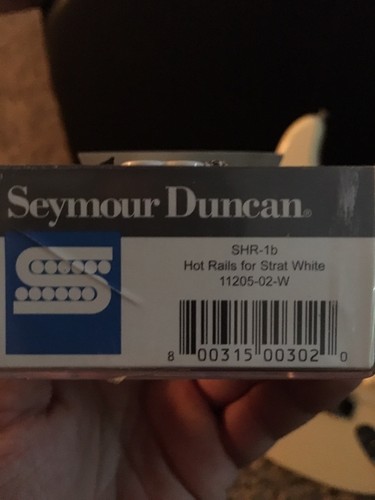 Seymour Duncan®
SHR-1b
Hot Rails for Strat White
11205-02-W
8 00315 00302 0